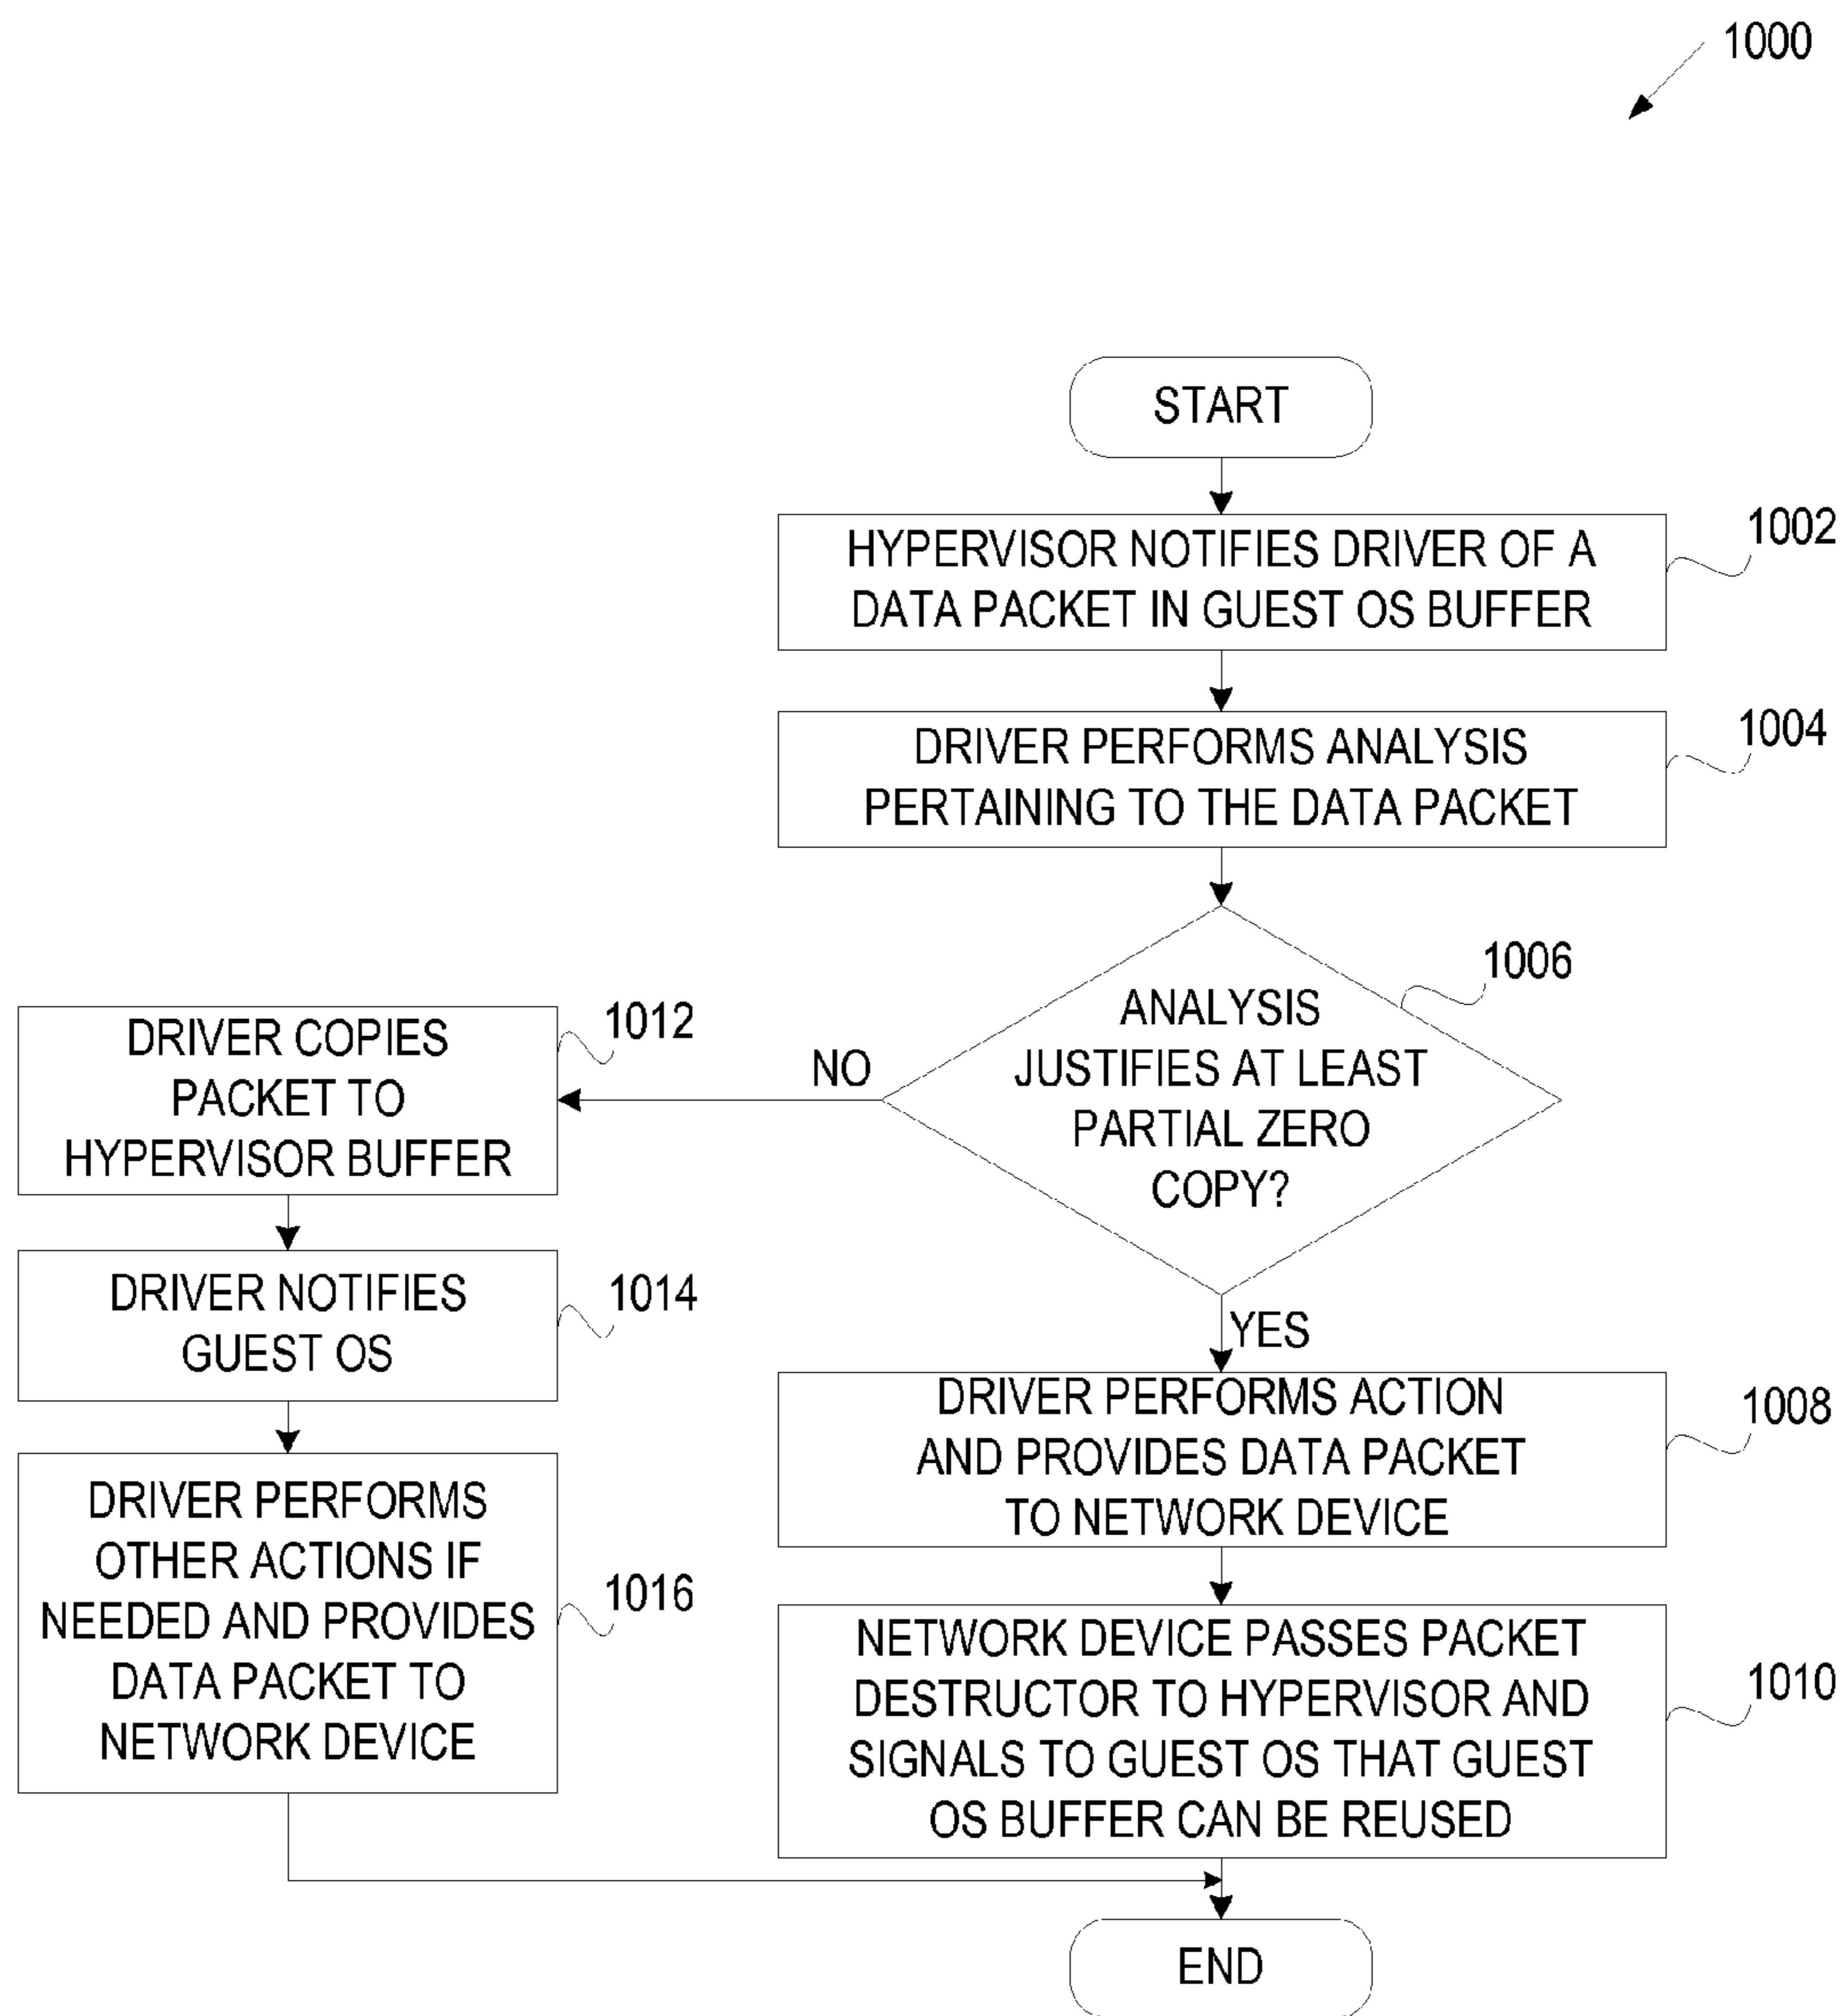 1000
START
HYPERVISOR NOTIFIES DRIVER OF A
DATA PACKET IN GUEST OS BUFFER
1002
DRIVER PERFORMS ANALYSIS
PERTAINING TO THE DATA PACKET
1004
ANALYSIS
JUSTIFIES AT LEAST
PARTIAL ZERO
COPY?
1006
NO
YES
DRIVER COPIES
PACKET TO
HYPERVISOR BUFFER
1012
DRIVER NOTIFIES
GUEST OS
1014
DRIVER PERFORMS
OTHER ACTIONS IF
NEEDED AND PROVIDES
DATA PACKET TO
NETWORK DEVICE
1016
DRIVER PERFORMS ACTION
AND PROVIDES DATA PACKET
TO NETWORK DEVICE
1008
NETWORK DEVICE PASSES PACKET
DESTRUCTOR TO HYPERVISOR AND
SIGNALS TO GUEST OS THAT GUEST
OS BUFFER CAN BE REUSED
1010
END